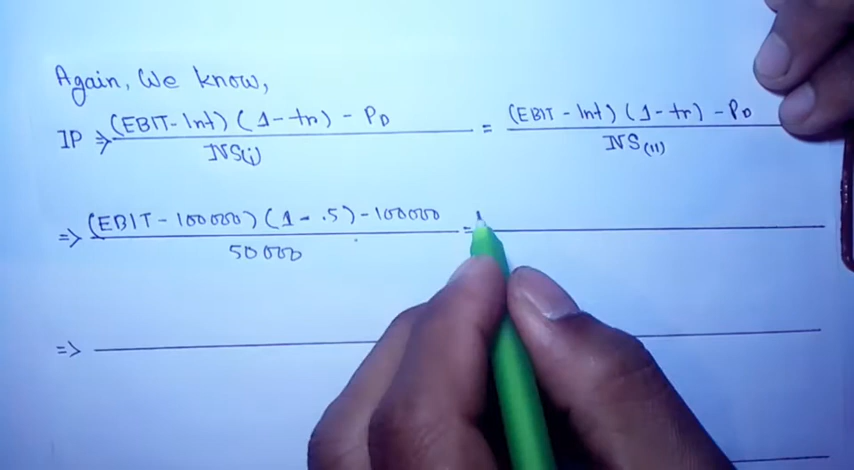 Again, We know,
IP => (EBIT - Int) (1 - tr) - PD / NS(i) = (EBIT - Int) (1 - tr) - PD / NS(ii)
=> (EBIT - 100000) (1 - .5) - 100000 / 50000 =
=>